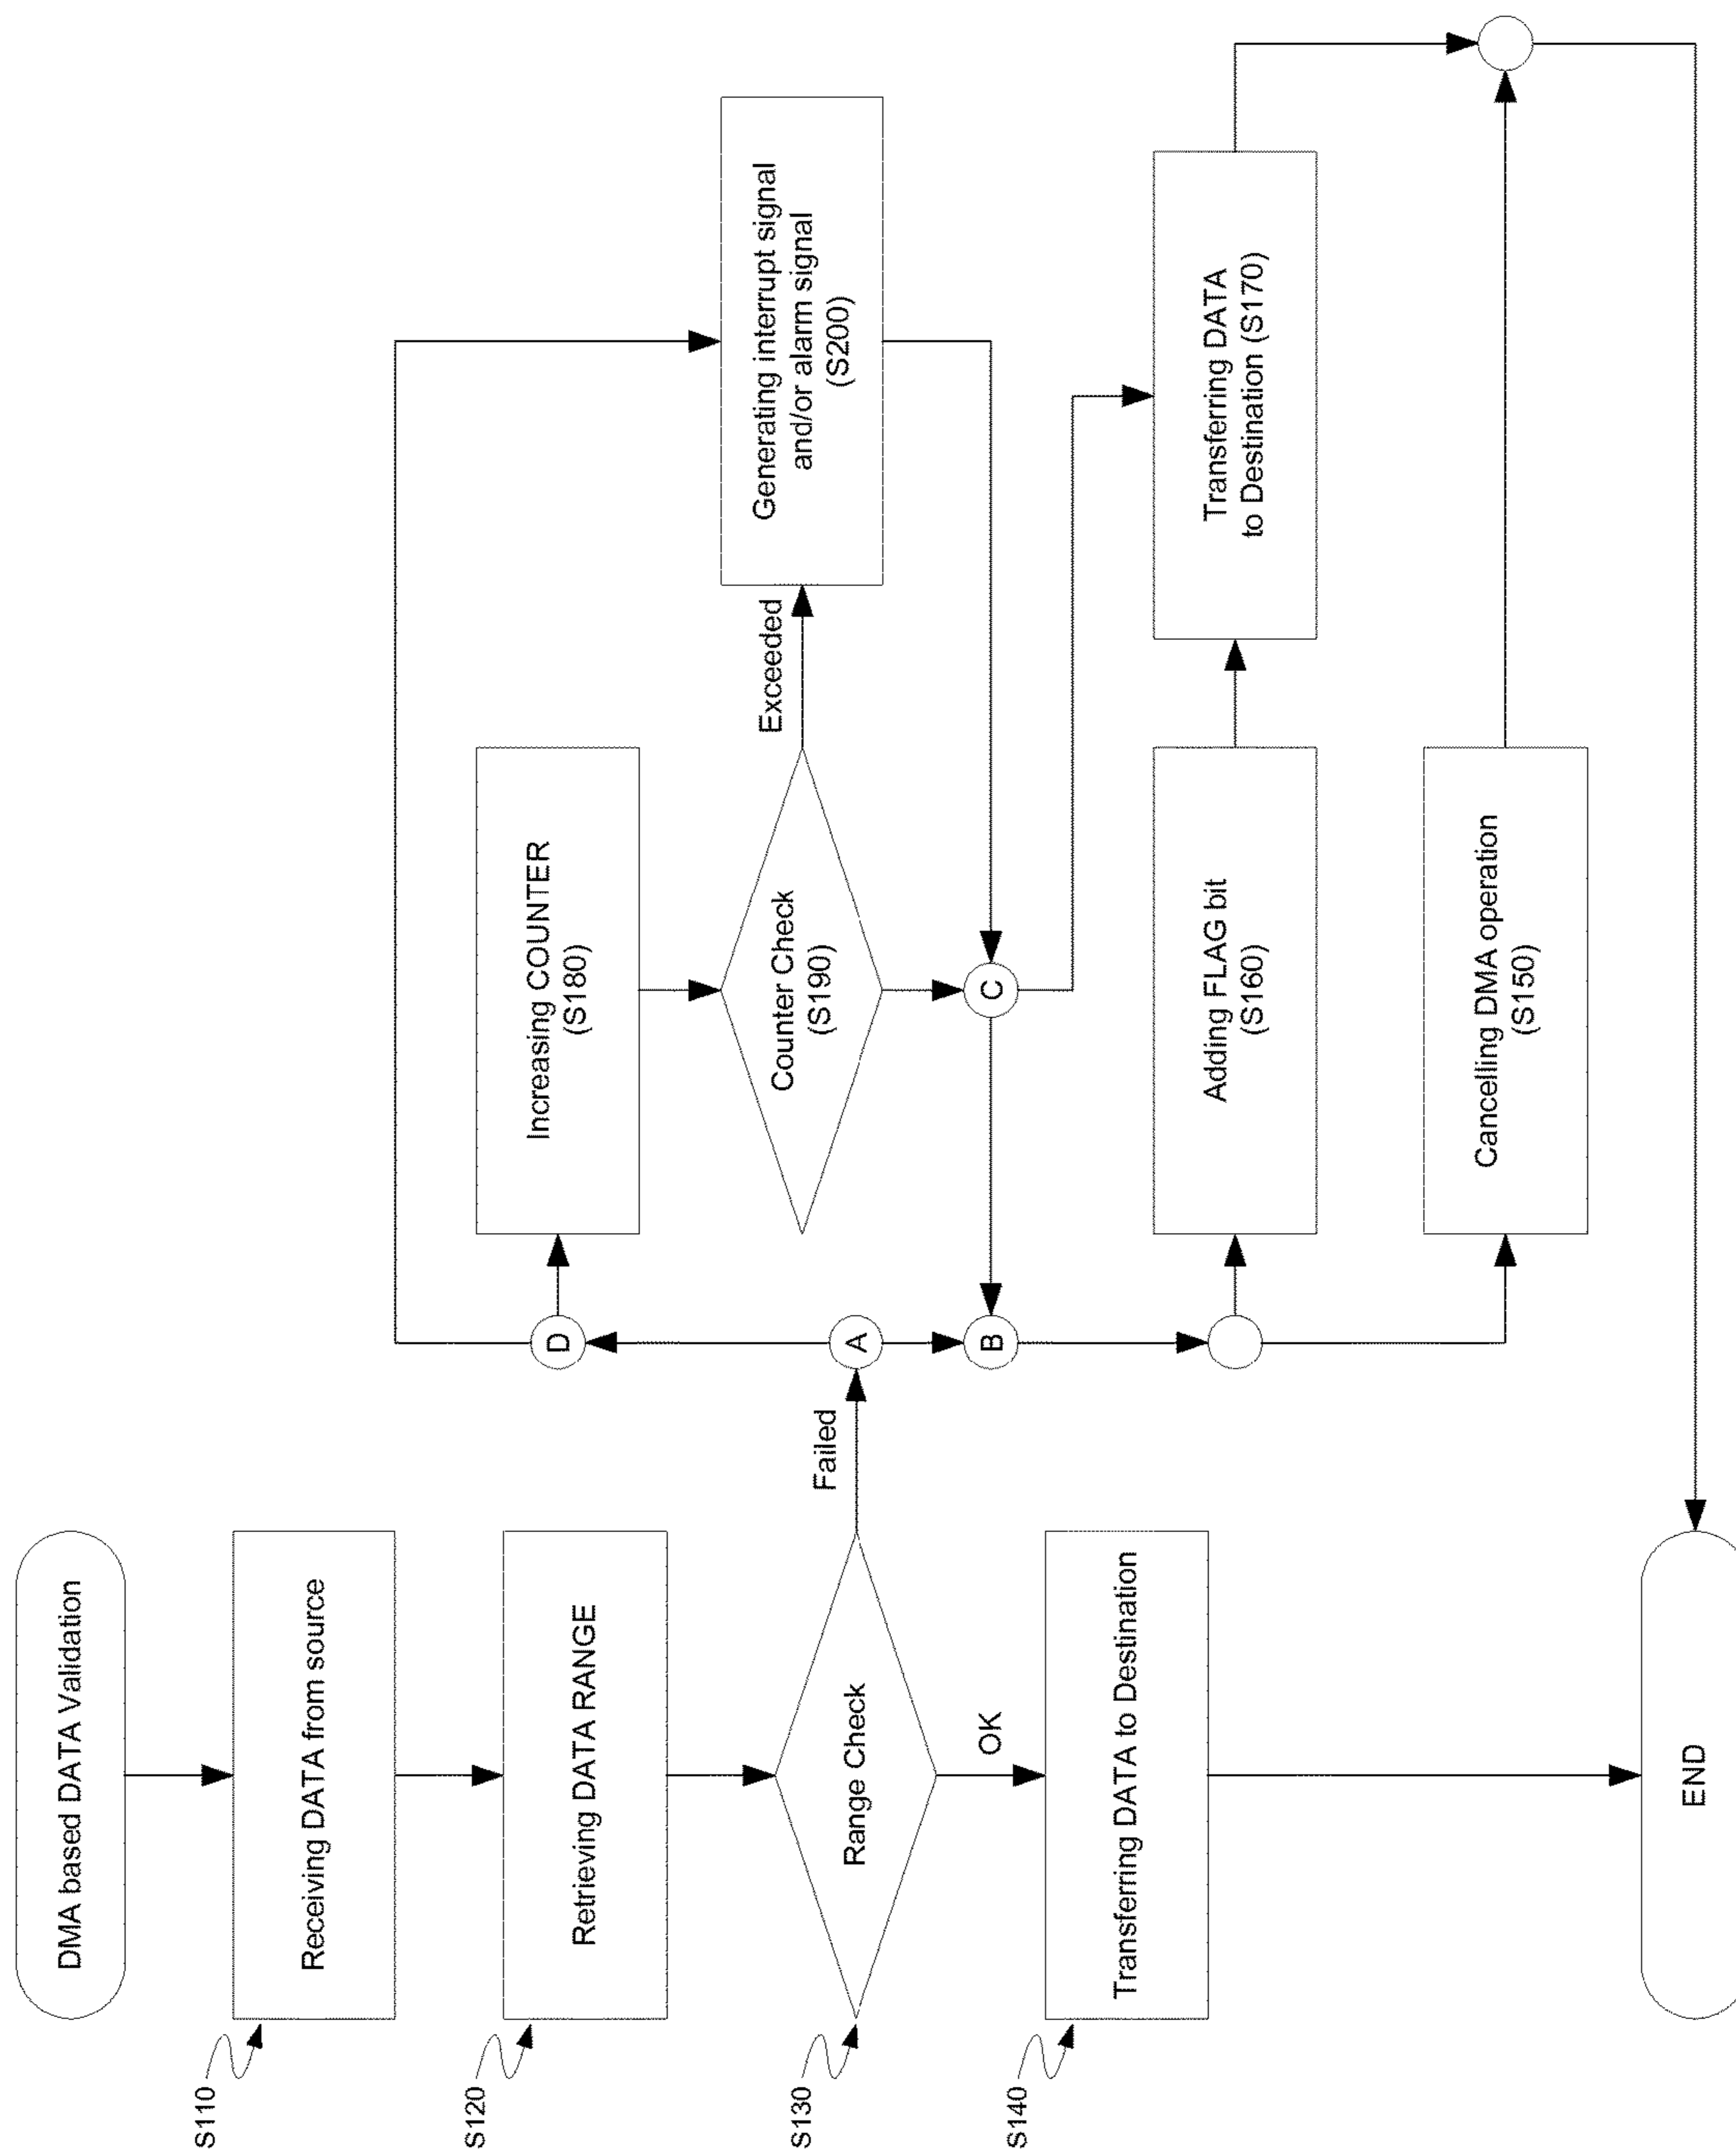 DMA based DATA Validation
S110
Receiving DATA from source
S120
Retrieving DATA RANGE
S130
Range Check
Failed
OK
S140
Transferring DATA to Destination
END
A
D
B
C
Increasing COUNTER
(S180)
Counter Check
(S190)
Exceeded
Generating interrupt signal
and/or alarm signal
(S200)
Adding FLAG bit
(S160)
Transferring DATA
to Destination (S170)
Cancelling DMA operation
(S150)